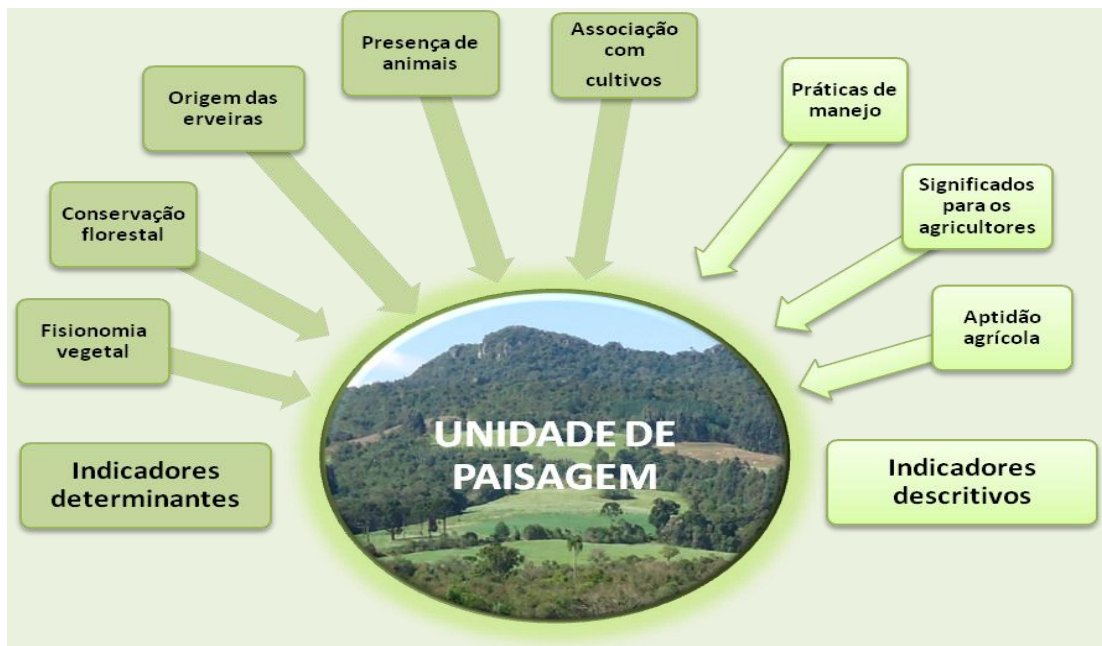 Presença de
animais
Associação
com
cultivos
Origem das
erveiras
Práticas de
manejo
Conservação
florestal
Significados
para os
agricultores
Fisionomia
vegetal
Aptidão
agrícola
UNIDADE DE
PAISAGEM
Indicadores
determinantes
Indicadores
descritivos